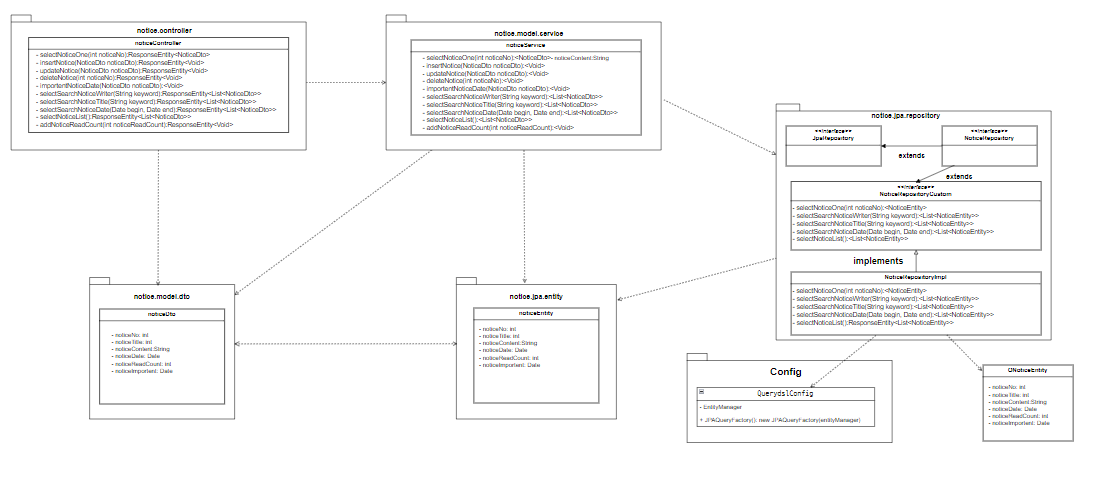 notice.controller
noticeController
- selectNoticeOne(int noticeNo):ResponseEntity<NoticeDto>
- insertNotice(NoticeDto noticeDto):ResponseEntity<Void>
- updateNotice(NoticeDto noticeDto):ResponseEntity<Void>
- deleteNotice(int noticeNo):ResponseEntity<Void>
- importentNoticeDate(NoticeDto noticeDto):ResponseEntity<Void>
- selectSearchNoticeWriter(String keyword):ResponseEntity<List<NoticeDto>>
- selectSearchNoticeTitle(String keyword):ResponseEntity<List<NoticeDto>>
- selectSearchNoticeDate(Date begin, Date end):ResponseEntity<List<NoticeDto>>
- selectNoticeList():ResponseEntity<List<NoticeDto>>
- addNoticeReadCount(int noticeReadCount):ResponseEntity<Void>
notice.model.service
noticeService
- selectNoticeOne(int noticeNo):<NoticeDto>- noticeContent:String
- insertNotice(NoticeDto noticeDto):<Void>
- updateNotice(NoticeDto noticeDto):<Void>
- deleteNotice(int noticeNo):<Void>
- importentNoticeDate(NoticeDto noticeDto):<Void>
- selectSearchNoticeWriter(String keyword):<List<NoticeDto>>
- selectSearchNoticeTitle(String keyword):<List<NoticeDto>>
- selectSearchNoticeDate(Date begin, Date end):<List<NoticeDto>>
- selectNoticeList():<List<NoticeDto>>
- addNoticeReadCount(int noticeReadCount):<Void>
notice.jpa.repository
<<interface>>
JpaRepository
<<interface>>
NoticeRepository
extends
extends
<<interface>>
NoticeRepositoryCustom
- selectNoticeOne(int noticeNo):<NoticeEntity>
- selectSearchNoticeWriter(String keyword):<List<NoticeEntity>>
- selectSearchNoticeTitle(String keyword):<List<NoticeEntity>>
- selectSearchNoticeDate(Date begin, Date end):<List<NoticeEntity>>
- selectNoticeList():<List<NoticeEntity>>
implements
NoticeRepositoryImpl
- selectNoticeOne(int noticeNo):<NoticeEntity>
- selectSearchNoticeWriter(String keyword):<List<NoticeEntity>>
- selectSearchNoticeTitle(String keyword):<List<NoticeEntity>>
- selectSearchNoticeDate(Date begin, Date end):<List<NoticeEntity>>
- selectNoticeList():ResponseEntity<List<NoticeEntity>>
notice.model.dto
noticeDto
- noticeNo: int
- noticeTitle: int
- noticeContent:String
- noticeDate: Date
- noticeReadCount: int
- noticeImportent: Date
notice.jpa.entity
noticeEntity
- noticeNo: int
- noticeTitle: int
- noticeContent:String
- noticeDate: Date
- noticeReadCount: int
- noticeImportent: Date
Config
QuerydslConfig
- EntityManager
+ JPAQueryFactory(): new JPAQueryFactory(entityManager)
QNoticeEntity
- noticeNo: int
- noticeTitle: int
- noticeContent:String
- noticeDate: Date
- noticeReadCount: int
- noticeImportent: Date